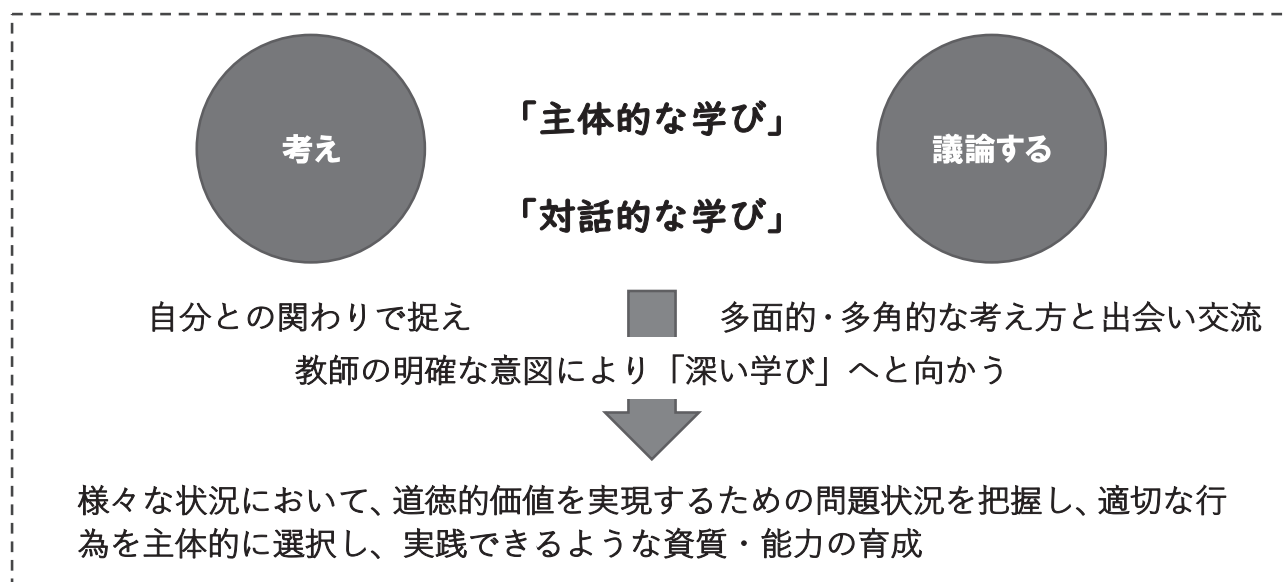 考え
「主体的な学び」
議論する
「対話的な学び」
自分との関わりで捉え
多面的・多角的な考え方と出会い交流
教師の明確な意図により「深い学び」へと向かう
様々な状況において、道徳的価値を実現するための問題状況を把握し、適切な行
為を主体的に選択し、実践できるような資質・能力の育成